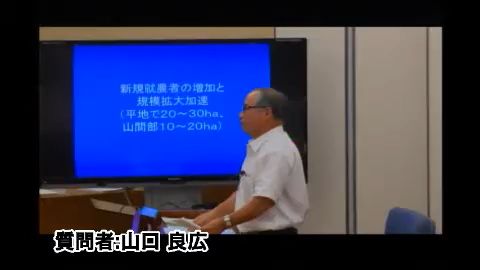 新規就農者の増加と
規模拡大加速
(平地で20~30ha、
山間部10~20ha)
質問者:山口 良広